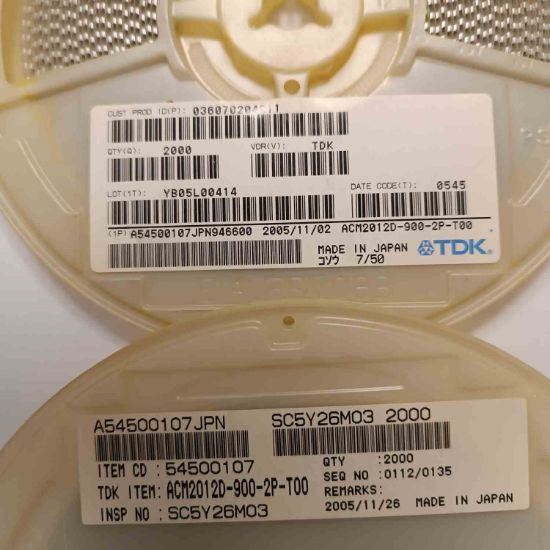 CUST PROD ID(P):
QTY(Q): 2000 VDR(V): TDK
LOT(1T): YB05L00414 DATE CODE(T): 0545
(1P) A54500107JPN946600 2005/11/02 ACM2012D-900-2P-T00
MADE IN JAPAN TDK
コソウ 7/50
A54500107JPN SC5Y26M03 2000
ITEM CD : 54500107 QTY :2000
TDK ITEM: ACM2012D-900-2P-T00 SEQ NO :0112/0135
REMARKS:
INSP NO : SC5Y26M03 2005/11/26 MADE IN JAPAN